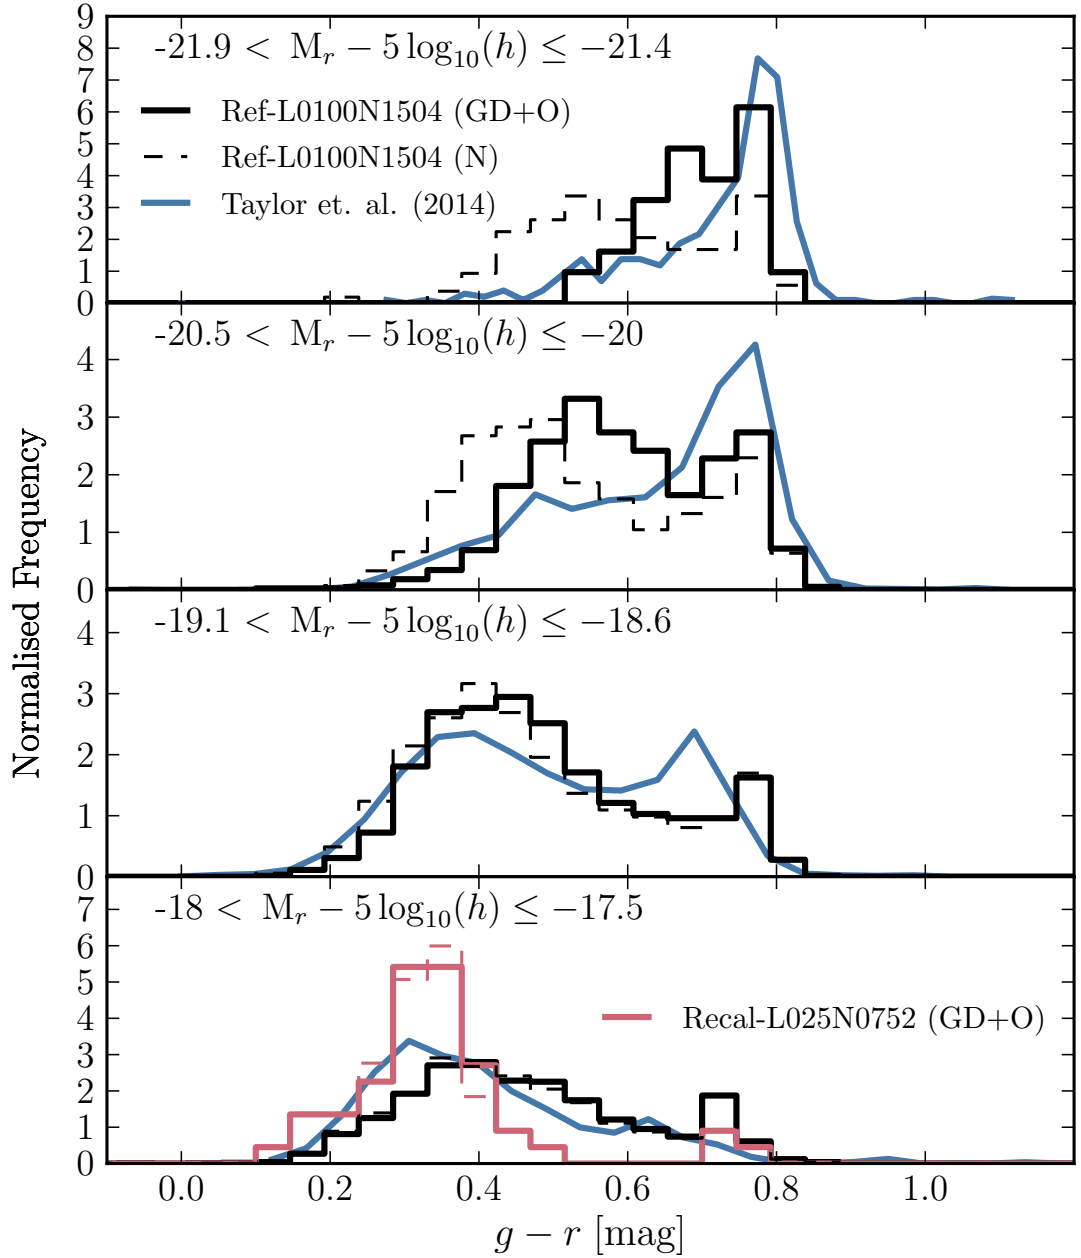 9
-21.9 < M_r − 5 log_10(h) ≤ −21.4
8
7
Ref-L0100N1504 (GD+O)
6
5
Ref-L0100N1504 (N)
4
Taylor et. al. (2014)
3
2
1
0
-20.5 < M_r − 5 log_10(h) ≤ −20
4
3
2
1
0
-19.1 < M_r − 5 log_10(h) ≤ −18.6
4
3
2
1
0
-18 < M_r − 5 log_10(h) ≤ −17.5
7
6
5
Recal-L025N0752 (GD+O)
4
3
2
1
0
Normalised Frequency
0.0 0.2 0.4 0.6 0.8 1.0
g − r [mag]